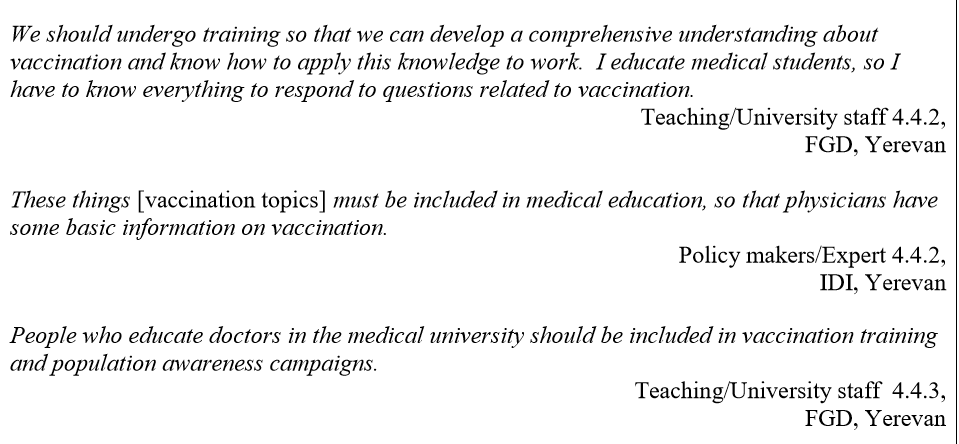 We should undergo training so that we can develop a comprehensive understanding about
vaccination and know how to apply this knowledge to work. I educate medical students, so I
have to know everything to respond to questions related to vaccination.
Teaching/University staff 4.4.2,
FGD, Yerevan
These things [vaccination topics] must be included in medical education, so that physicians have
some basic information on vaccination.
Policy makers/Expert 4.4.2,
IDI, Yerevan
People who educate doctors in the medical university should be included in vaccination training
and population awareness campaigns.
Teaching/University staff 4.4.3,
FGD, Yerevan